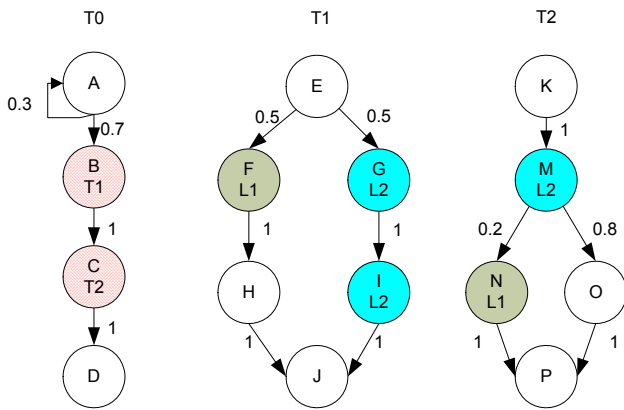 T0 T1 T2
A E K
0.3 0.7 0.5 0.5 1
B F G M
T1 L1 L2 L2
1 1 1 0.2 0.8
C H I N O
T2 L2 L1
1 1 1 1 1
D J P